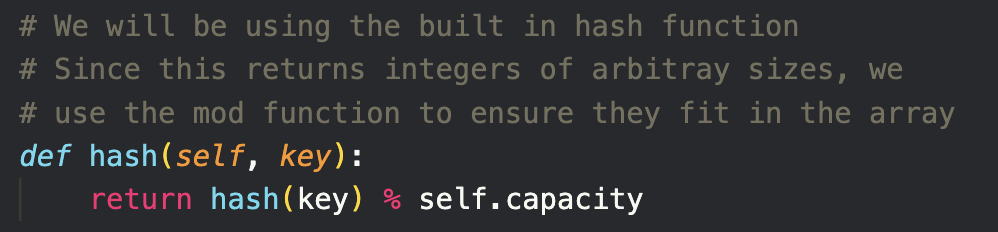 # We will be using the built in hash function
# Since this returns integers of arbitray sizes, we
# use the mod function to ensure they fit in the array
def hash(self, key):
    return hash(key) % self.capacity